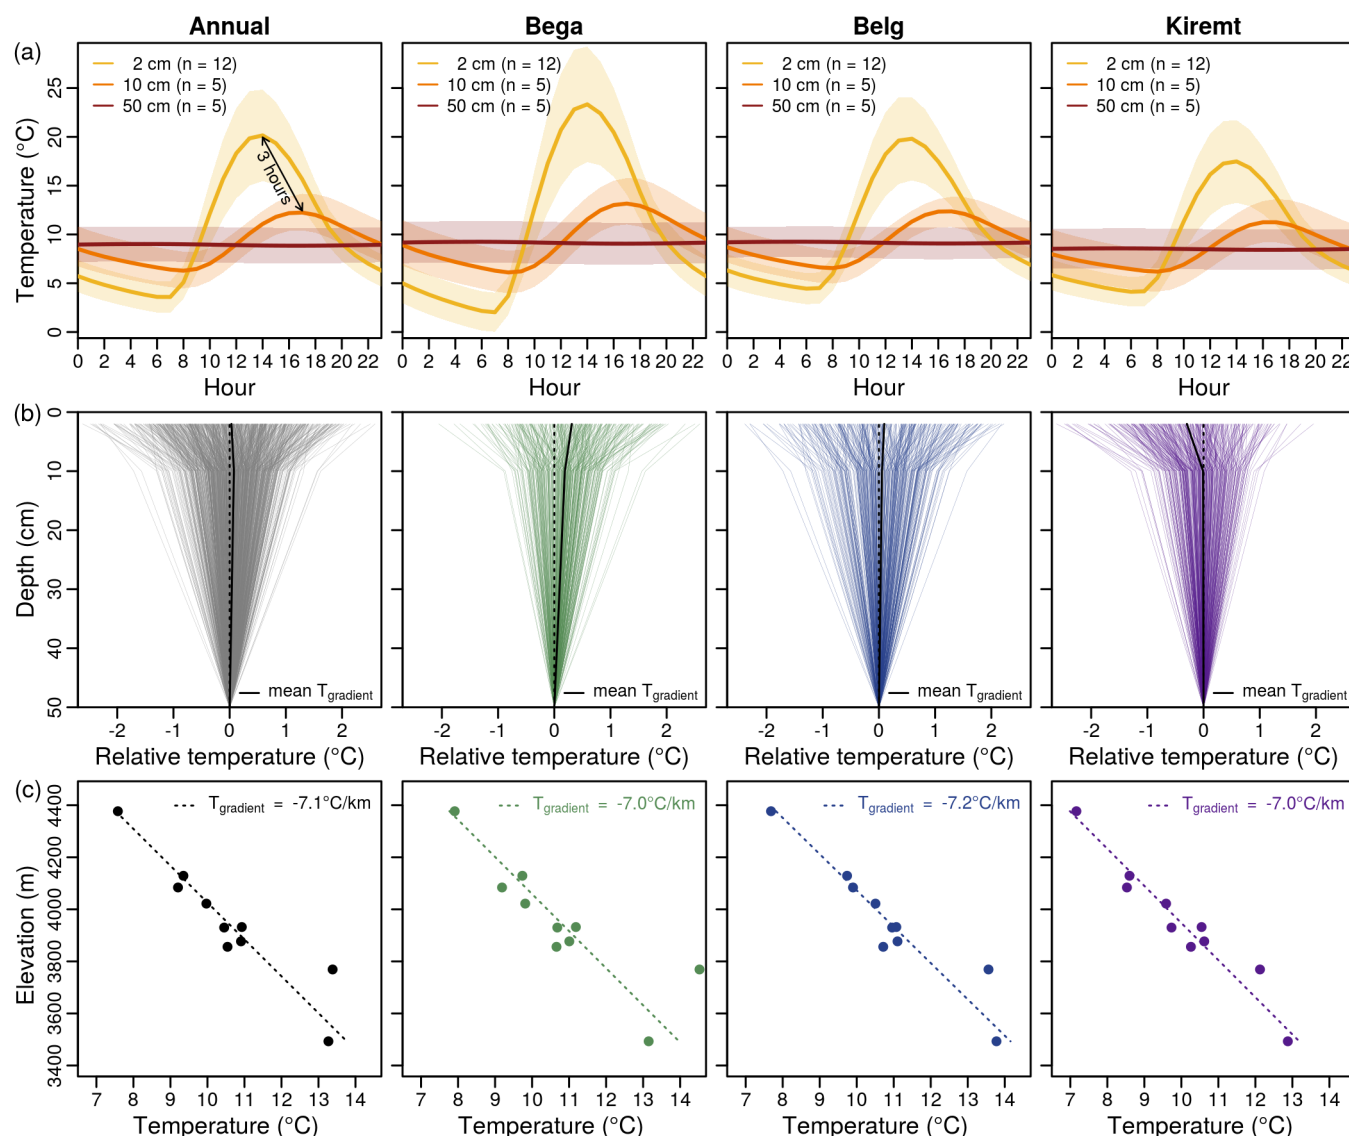 Annual Bega Belg Kiremt
(a)
2 cm (n = 12) 2 cm (n = 12) 2 cm (n = 12) 2 cm (n = 12)
10 cm (n = 5) 10 cm (n = 5) 10 cm (n = 5) 10 cm (n = 5)
50 cm (n = 5) 50 cm (n = 5) 50 cm (n = 5) 50 cm (n = 5)
3 hours
Temperature (°C)
25
20
15
10
5
0
0 2 4 6 8 10 12 14 16 18 20 22 0 2 4 6 8 10 12 14 16 18 20 22 0 2 4 6 8 10 12 14 16 18 20 22 0 2 4 6 8 10 12 14 16 18 20 22
Hour Hour Hour Hour
(b)
Depth (cm)
0
10
20
30
40
50
mean Tgradient mean Tgradient mean Tgradient mean Tgradient
-2 -1 0 1 2 -2 -1 0 1 2 -2 -1 0 1 2 -2 -1 0 1 2
Relative temperature (°C) Relative temperature (°C) Relative temperature (°C) Relative temperature (°C)
(c)
Tgradient = -7.1°C/km Tgradient = -7.0°C/km Tgradient = -7.2°C/km Tgradient = -7.0°C/km
Elevation (m)
4400
4200
4000
3800
3600
3400
7 8 9 10 11 12 13 14 7 8 9 10 11 12 13 14 7 8 9 10 11 12 13 14 7 8 9 10 11 12 13 14
Temperature (°C) Temperature (°C) Temperature (°C) Temperature (°C)